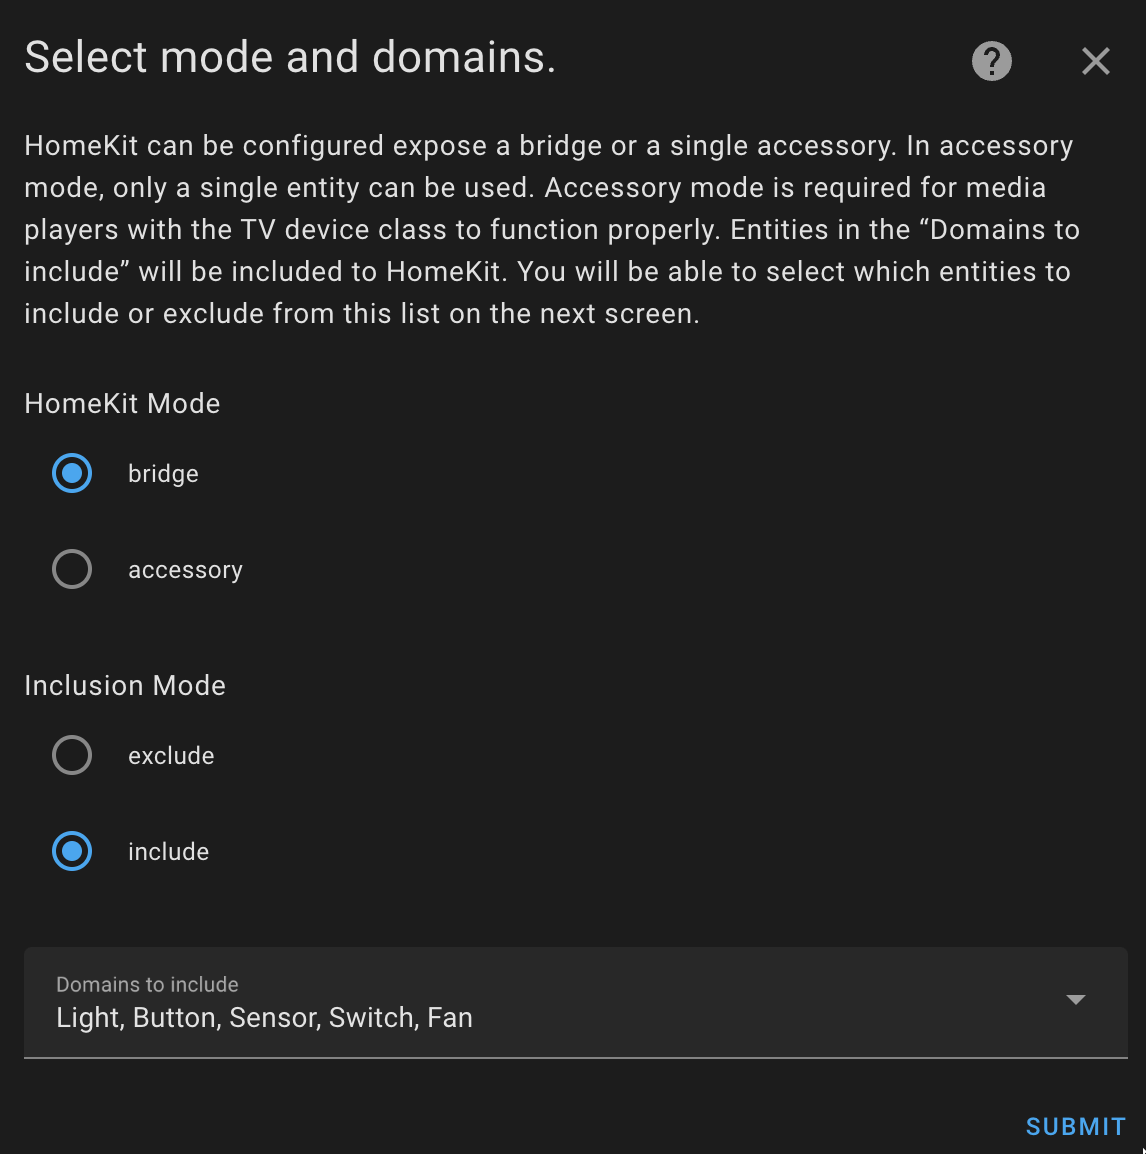 Select mode and domains.
HomeKit can be configured expose a bridge or a single accessory. In accessory
mode, only a single entity can be used. Accessory mode is required for media
players with the TV device class to function properly. Entities in the “Domains to
include” will be included to HomeKit. You will be able to select which entities to
include or exclude from this list on the next screen.
HomeKit Mode
bridge
accessory
Inclusion Mode
exclude
include
Domains to include
Light, Button, Sensor, Switch, Fan
SUBMIT